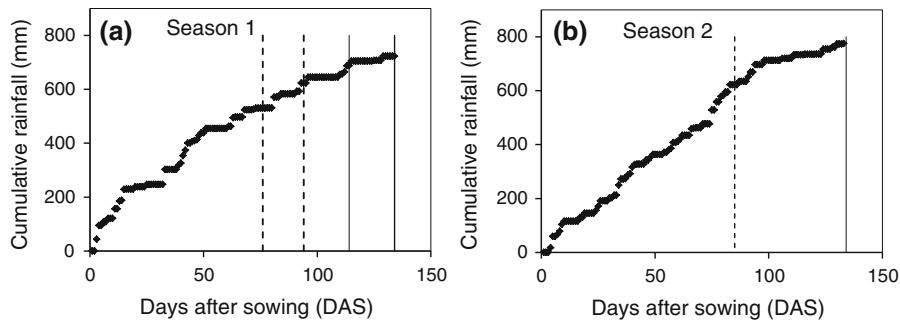 (a) Season 1
Cumulative rainfall (mm)
800
600
400
200
0
0 50 100 150
Days after sowing (DAS)
(b) Season 2
Cumulative rainfall (mm)
800
600
400
200
0
0 50 100 150
Days after sowing (DAS)